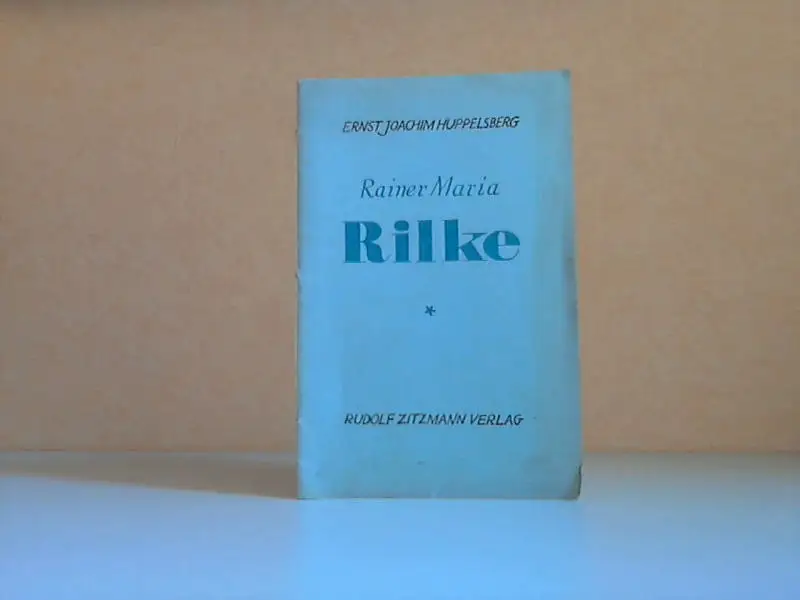 ERNST JOACHIM HUPPELSBERG
Rainer Maria
Rilke
*
RUDOLF ZITZMANN VERLAG